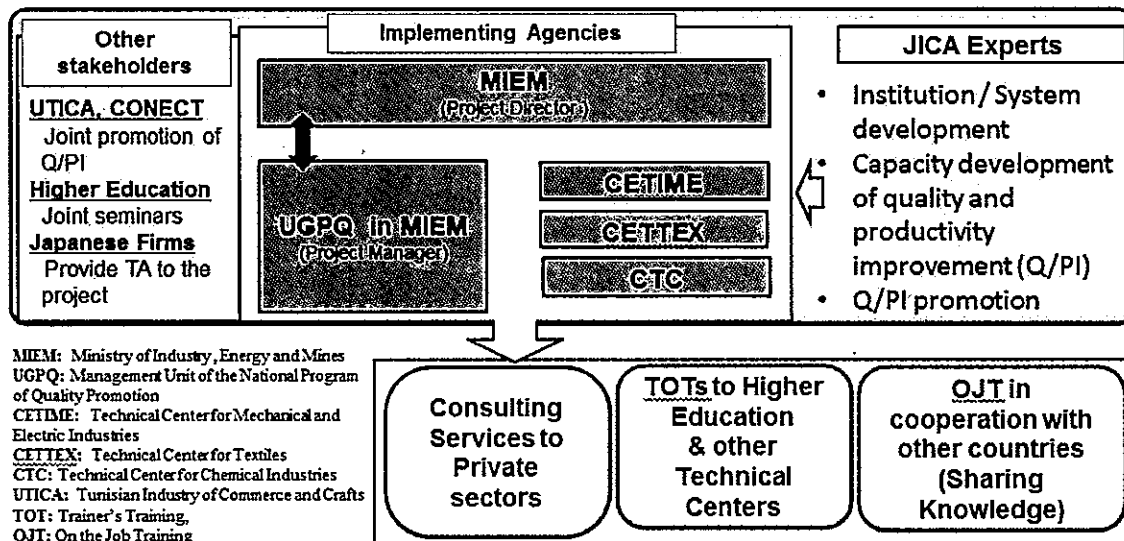 Other
stakeholders
UTICA, CONECT
Joint promotion of
Q/PI
Higher Education
Joint seminars
Japanese Firms
Provide TA to the
project
Implementing Agencies
MIEM
(Project Director)
UGPQ in MIEM
(Project Manager)
CETIME
CETTEX
CTC
JICA Experts
• Institution / System
development
• Capacity development
of quality and
productivity
improvement (Q/PI)
• Q/PI promotion
MIEM: Ministry of Industry, Energy and Mines
UGPQ: Management Unit of the National Program
of Quality Promotion
CETIME: Technical Center for Mechanical and
Electric Industries
CETTEX: Technical Center for Textiles
CTC: Technical Center for Chemical Industries
UTICA: Tunisian Industry of Commerce and Crafts
TOT: Trainer's Training,
OJT: On the Job Training
Consulting
Services to
Private
sectors
TOTs to Higher
Education
& other
Technical
Centers
OJT in
cooperation with
other countries
(Sharing
Knowledge)